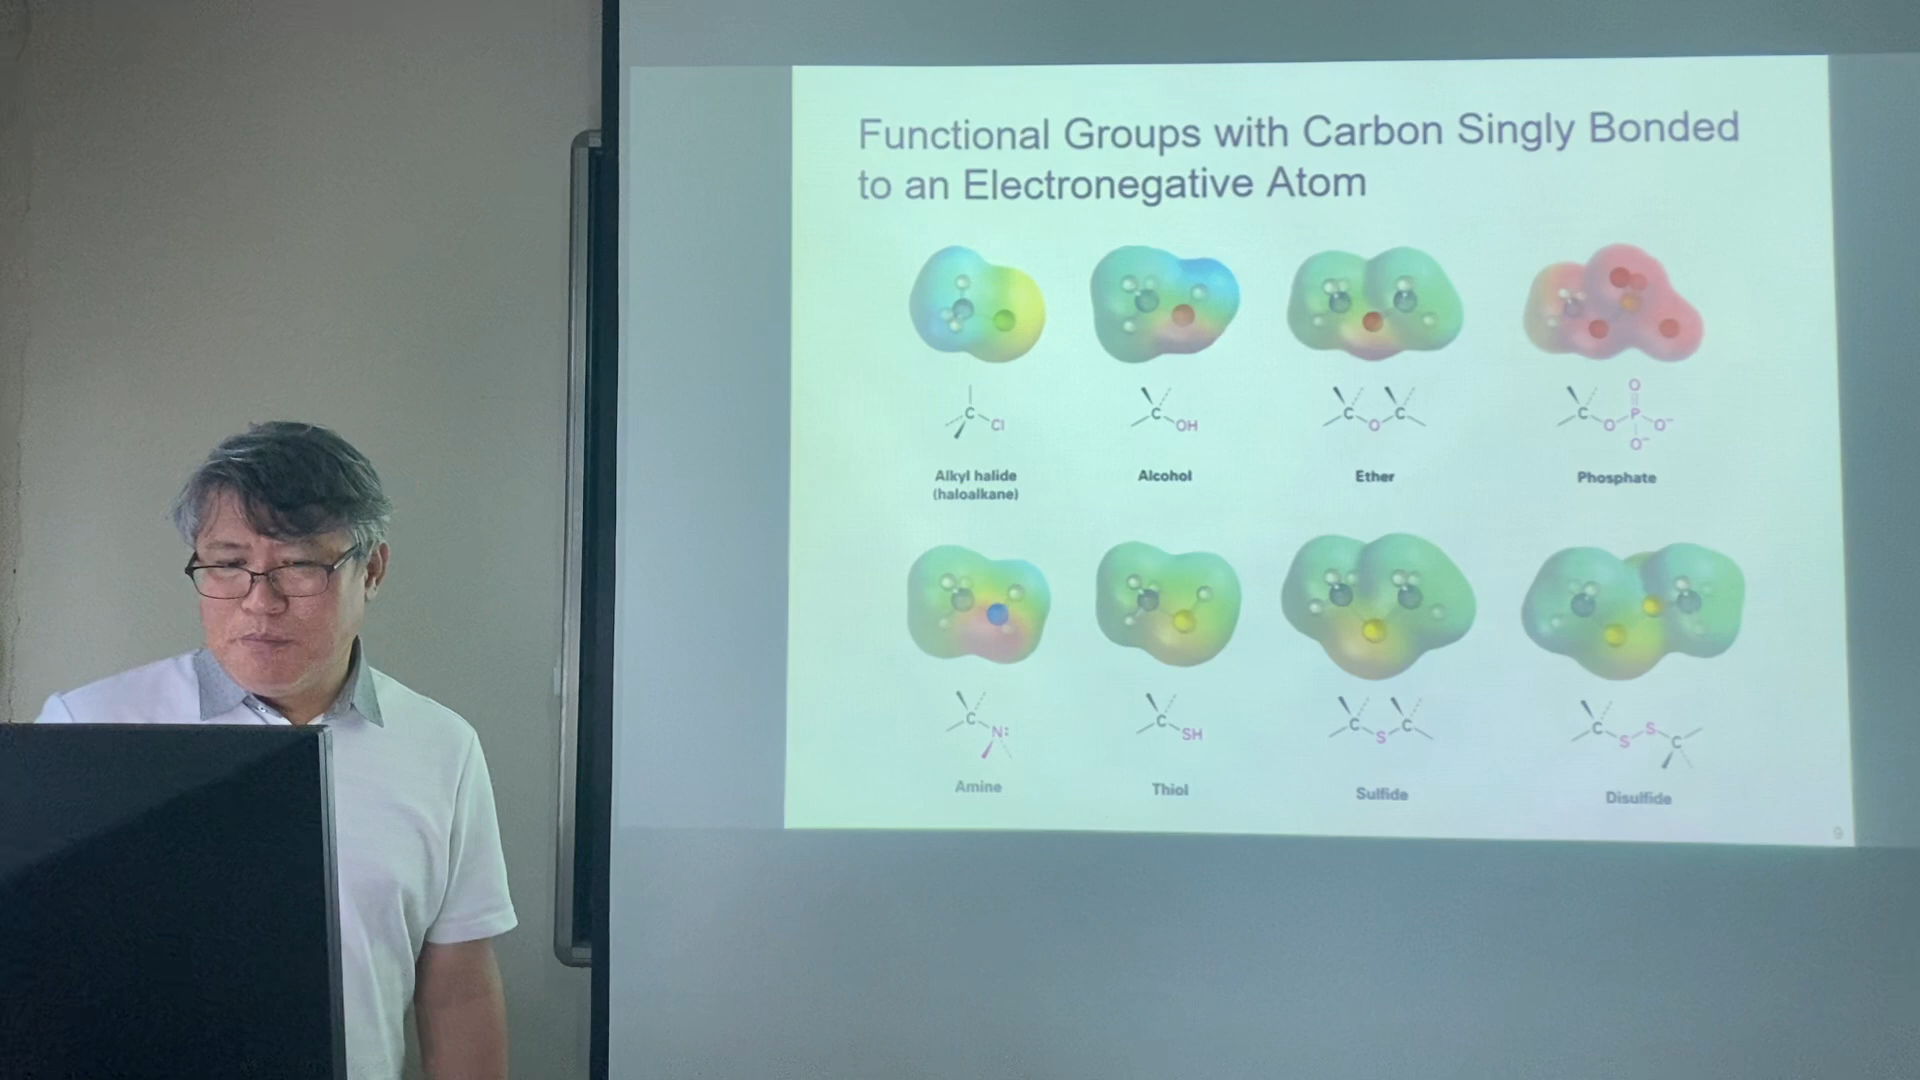 Functional Groups with Carbon Singly Bonded
to an Electronegative Atom
C
Cl
C
OH
C
O
C
C
O
P
O
O⁻
O⁻
Alkyl halide
(haloalkane)
Alcohol
Ether
Phosphate
C
N:
C
SH
C
S
C
C
S
S
C
Amine
Thiol
Sulfide
Disulfide
9